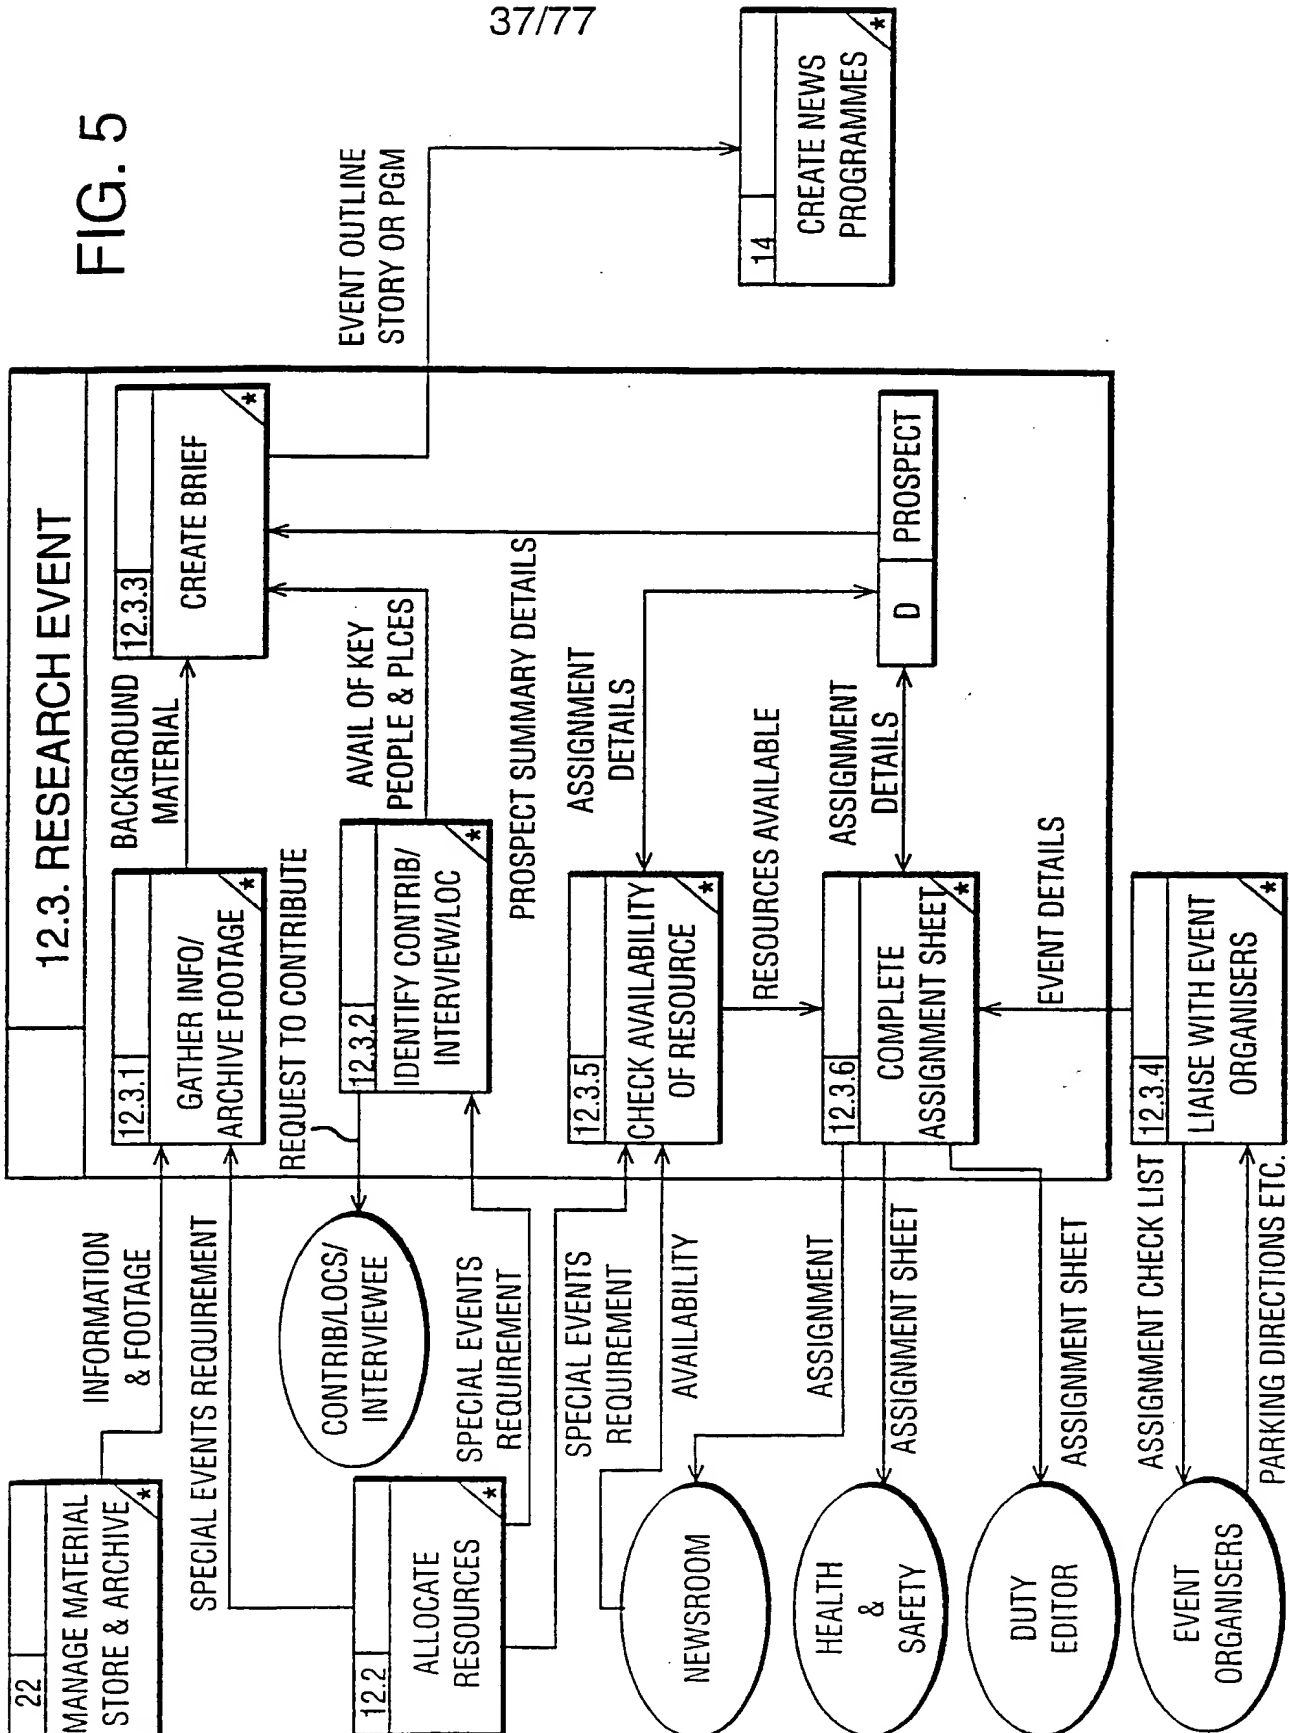 37/77
FIG. 5
12.3. RESEARCH EVENT
22
MANAGE MATERIAL
STORE & ARCHIVE
*
INFORMATION
& FOOTAGE
12.3.1
GATHER INFO/
ARCHIVE FOOTAGE
*
BACKGROUND
MATERIAL
12.3.3
CREATE BRIEF
*
EVENT OUTLINE
STORY OR PGM
14
CREATE NEWS
PROGRAMMES
*
SPECIAL EVENTS REQUIREMENT
REQUEST TO CONTRIBUTE
CONTRIB/LOCS/
INTERVIEWEE
12.3.2
IDENTIFY CONTRIB/
INTERVIEW/LOC
*
AVAIL OF KEY
PEOPLE & PLCES
12.2
ALLOCATE
RESOURCES
*
SPECIAL EVENTS
REQUIREMENT
PROSPECT SUMMARY DETAILS
SPECIAL EVENTS
REQUIREMENT
12.3.5
CHECK AVAILABILITY
OF RESOURCE
*
ASSIGNMENT
DETAILS
NEWSROOM
AVAILABILITY
RESOURCES AVAILABLE
D
PROSPECT
ASSIGNMENT
12.3.6
COMPLETE
ASSIGNMENT SHEET
*
ASSIGNMENT
DETAILS
HEALTH
&
SAFETY
ASSIGNMENT SHEET
DUTY
EDITOR
ASSIGNMENT SHEET
EVENT DETAILS
EVENT
ORGANISERS
ASSIGNMENT CHECK LIST
12.3.4
LIAISE WITH EVENT
ORGANISERS
*
PARKING DIRECTIONS ETC.